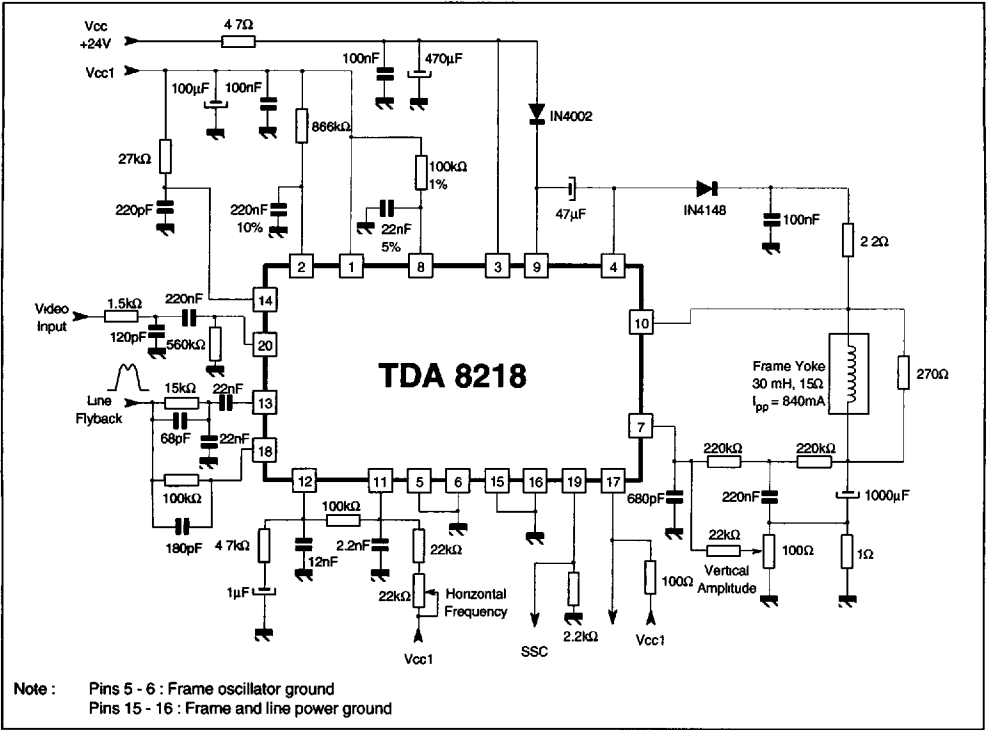 Vcc
+24V
4 7Ω
Vcc1
100µF
100nF
100nF
470µF
IN4002
866kΩ
27kΩ
100kΩ
1%
220pF
220nF
10%
22nF
5%
47µF
IN4148
100nF
2 2Ω
2
1
8
3
9
4
14
10
Video
Input
1.5kΩ
220nF
120pF
560kΩ
20
TDA 8218
Frame Yoke
30 mH, 15Ω
Ipp = 840mA
270Ω
Line
Flyback
15kΩ
22nF
13
68pF
22nF
18
7
100kΩ
180pF
12
11
5
6
15
16
19
17
220kΩ
220kΩ
680pF
220nF
1000µF
100kΩ
4 7kΩ
12nF
2.2nF
22kΩ
22kΩ
100Ω
1Ω
Vertical
Amplitude
1µF
22kΩ
Horizontal
Frequency
100Ω
Vcc1
SSC
2.2kΩ
Vcc1
Note : Pins 5 - 6 : Frame oscillator ground
Pins 15 - 16 : Frame and line power ground